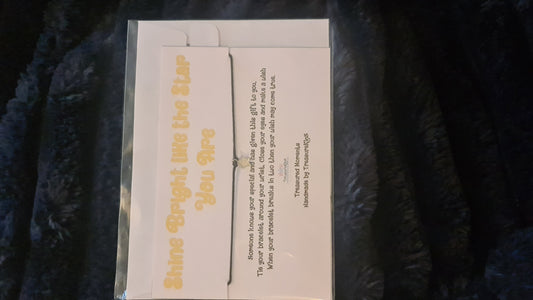 Shine Bright like the Star
You Are
Someone knows your special and has given this gift to you.
Tie your bracelet around your wrist, close your eyes and make a wish
When your bracelet breaks in two then your wish may come true.
Treasured Moments
Handmade by TreasureKids